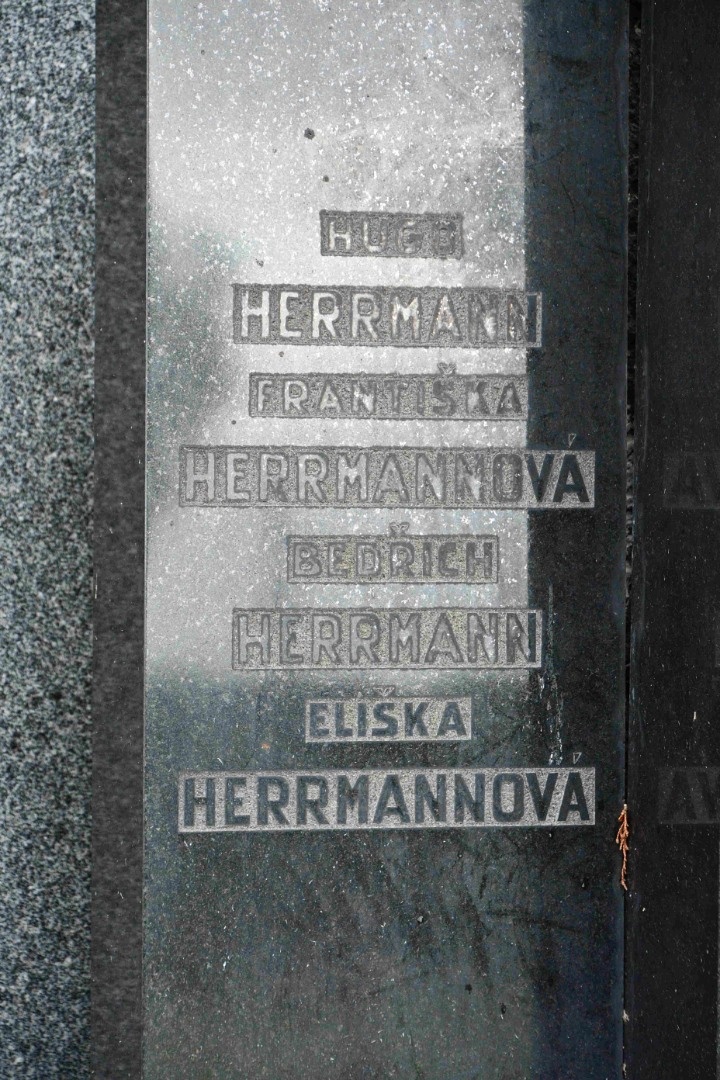 HUGO
HERRMANN
FRANTIŠKA
HERRMANNOVÁ
BEDŘICH
HERRMANN
ELIŠKA
HERRMANNOVÁ